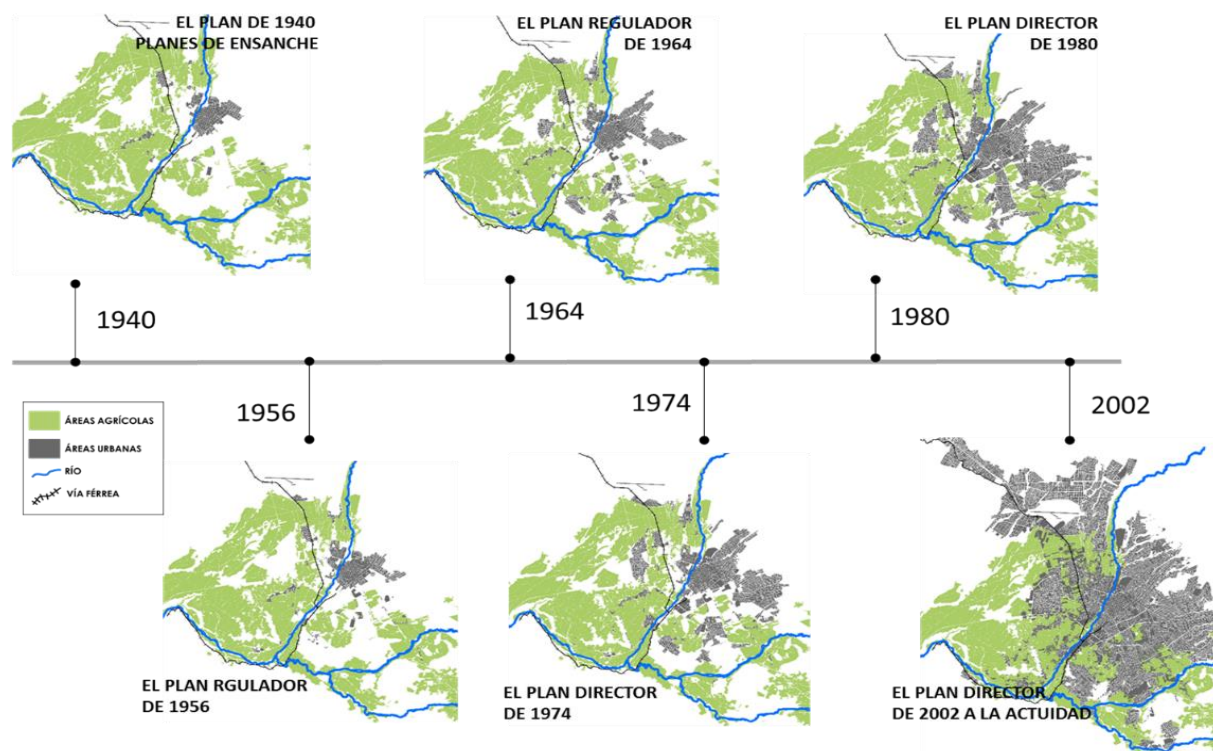 EL PLAN DE 1940
PLANES DE ENSANCHE
EL PLAN REGULADOR
DE 1964
EL PLAN DIRECTOR
DE 1980
1940
1964
1980
1956
1974
2002
ÁREAS AGRÍCOLAS
ÁREAS URBANAS
RÍO
VÍA FÉRREA
EL PLAN RGULADOR
DE 1956
EL PLAN DIRECTOR
DE 1974
EL PLAN DIRECTOR
DE 2002 A LA ACTUIDAD